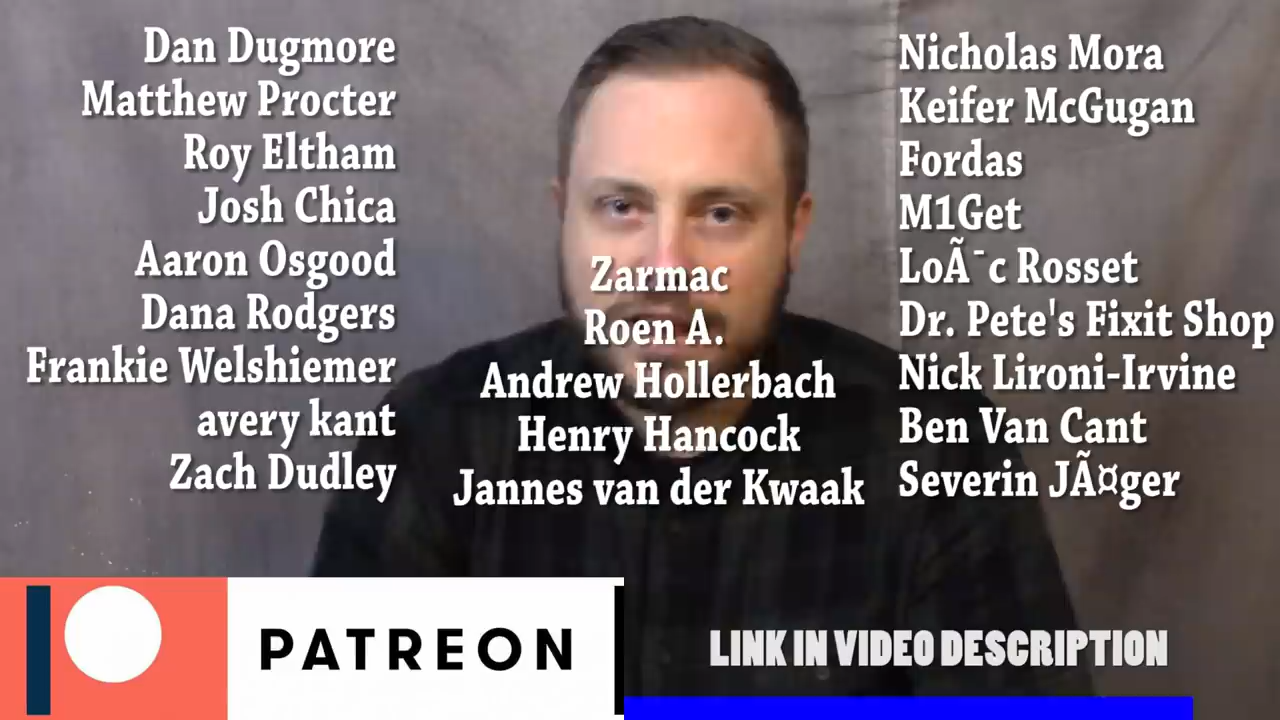 Dan Dugmore
Matthew Procter
Roy Eltham
Josh Chica
Aaron Osgood
Dana Rodgers
Frankie Welshiemer
avery kant
Zach Dudley
Zarmac
Roen A.
Andrew Hollerbach
Henry Hancock
Jannes van der Kwaak
Nicholas Mora
Keifer McGugan
Fordas
M1Get
LoÃ¯c Rosset
Dr. Pete's Fixit Shop
Nick Lironi-Irvine
Ben Van Cant
Severin JÃ¤ger
PATREON
LINK IN VIDEO DESCRIPTION